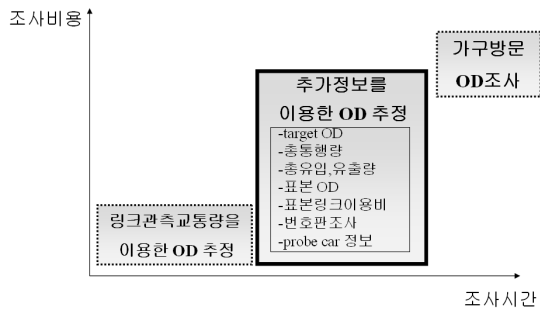 조사비용
가구방문
OD조사
추가정보를
이용한 OD 추정
-target OD
-총통행량
-총유입,유출량
-표본 OD
-표본링크이용비
-번호판조사
-probe car 정보
링크관측교통량을
이용한 OD 추정
조사시간